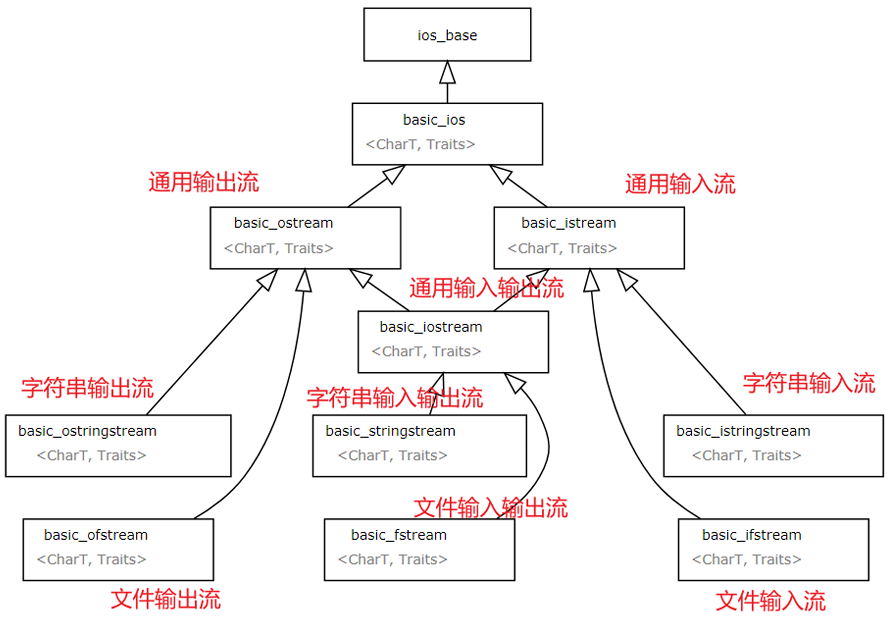 ios_base
basic_ios
<CharT, Traits>
通用输出流
通用输入流
basic_ostream
<CharT, Traits>
basic_istream
<CharT, Traits>
通用输入输出流
basic_iostream
<CharT, Traits>
字符串输出流
字符串输入输出流
字符串输入流
basic_ostringstream
<CharT, Traits>
basic_stringstream
<CharT, Traits>
basic_istringstream
<CharT, Traits>
文件输入输出流
basic_ofstream
<CharT, Traits>
basic_fstream
<CharT, Traits>
basic_ifstream
<CharT, Traits>
文件输出流
文件输入流